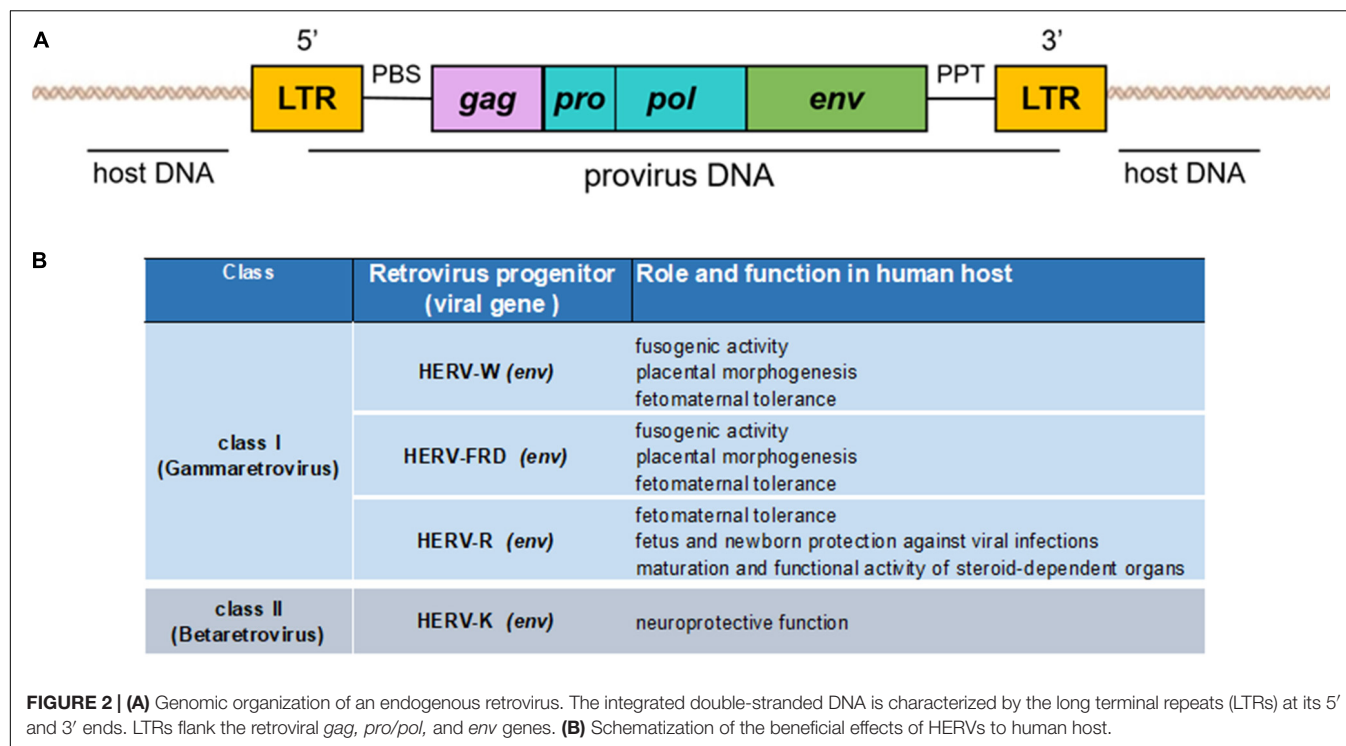 A
5' 3'
LTR PBS gag pro pol env PPT LTR
host DNA provirus DNA host DNA
B
Class Retrovirus progenitor (viral gene ) Role and function in human host
class I
(Gammaretrovirus)
HERV-W (env)
fusogenic activity
placental morphogenesis
fetomaternal tolerance
HERV-FRD (env)
fusogenic activity
placental morphogenesis
fetomaternal tolerance
HERV-R (env)
fetomaternal tolerance
fetus and newborn protection against viral infections
maturation and functional activity of steroid-dependent organs
class II
(Betaretrovirus)
HERV-K (env)
neuroprotective function
FIGURE 2 | (A) Genomic organization of an endogenous retrovirus. The integrated double-stranded DNA is characterized by the long terminal repeats (LTRs) at its 5′
and 3′ ends. LTRs flank the retroviral gag, pro/pol, and env genes. (B) Schematization of the beneficial effects of HERVs to human host.